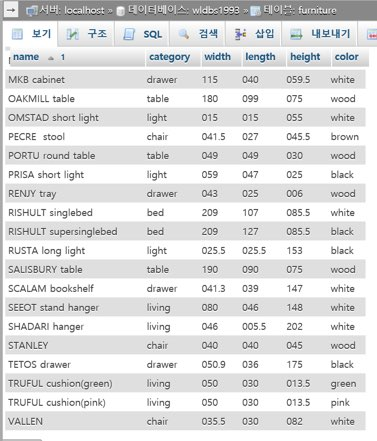 서버: localhost » 데이터베이스: wldbs1993 » 테이블: furniture
보기 구조 SQL 검색 삽입 내보내기
name 1 category width length height color
MKB cabinet drawer 115 040 059.5 white
OAKMILL table table 180 099 075 wood
OMSTAD short light light 015 015 055 white
PECRE stool chair 041.5 027 045.5 brown
PORTU round table table 049 049 030 wood
PRISA short light light 059 047 025 black
RENJY tray drawer 043 025 006 wood
RISHULT singlebed bed 209 107 085.5 white
RISHULT supersinglebed bed 209 127 085.5 black
RUSTA long light light 025.5 025.5 153 black
SALISBURY table table 190 090 075 wood
SCALAM bookshelf drawer 041.3 039 147 white
SEEOT stand hanger living 080 046 148 white
SHADARI hanger living 046 005.5 202 white
STANLEY chair 040 040 045 wood
TETOS drawer drawer 050.9 036 175 black
TRUFUL cushion(green) living 050 030 013.5 green
TRUFUL cushion(pink) living 050 030 013.5 pink
VALLEN chair 035.5 030 082 white